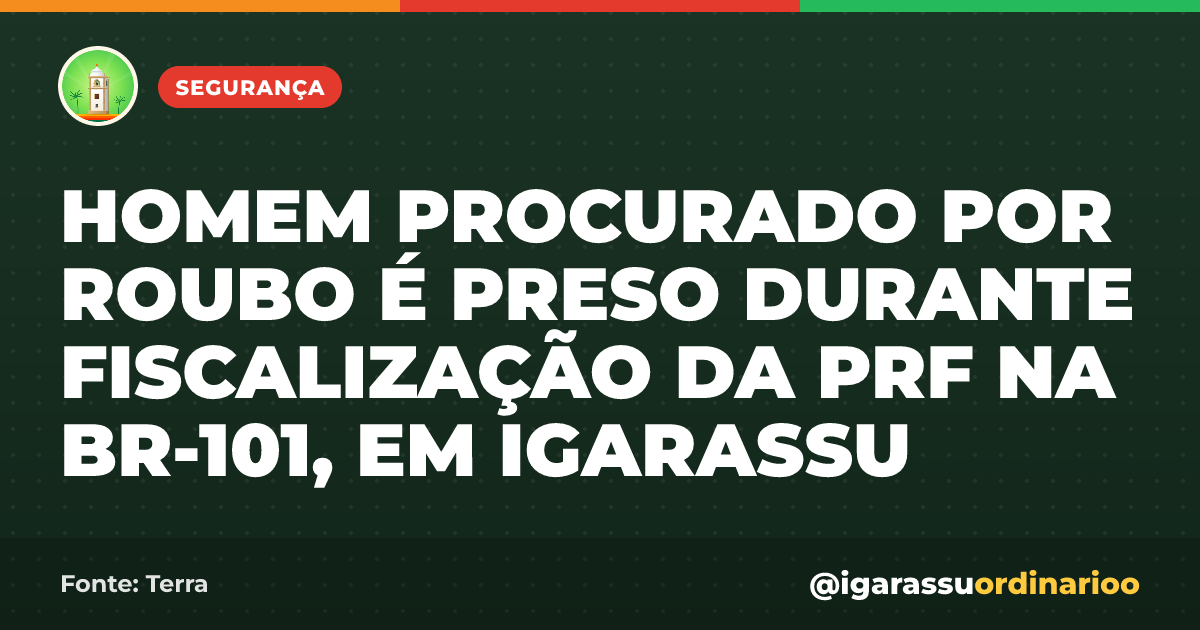 SEGURANÇA
HOMEM PROCURADO POR
ROUBO É PRESO DURANTE
FISCALIZAÇÃO DA PRF NA
BR-101, EM IGARASSU
Fonte: Terra
@igarassuordinarioo